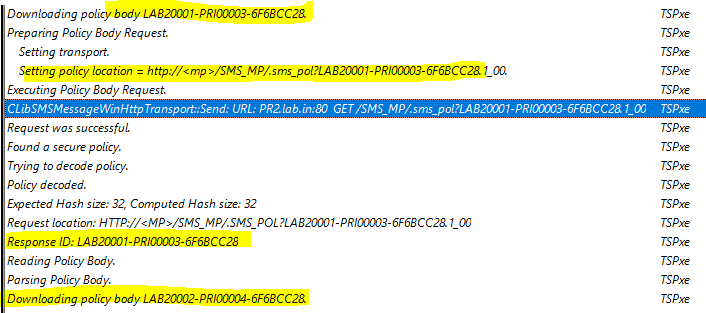 Downloading policy body LAB20001-PRI00003-6F6BCC28. TSPxe
Preparing Policy Body Request. TSPxe
Setting transport. TSPxe
Setting policy location = http://<mp>/SMS_MP/.sms_pol?LAB20001-PRI00003-6F6BCC28.1_00. TSPxe
Executing Policy Body Request. TSPxe
CLibSMSMessageWinHttpTransport::Send: URL: PR2.lab.in:80 GET /SMS_MP/.sms_pol?LAB20001-PRI00003-6F6BCC28.1_00 TSPxe
Request was successful. TSPxe
Found a secure policy. TSPxe
Trying to decode policy. TSPxe
Policy decoded. TSPxe
Expected Hash size: 32, Computed Hash size: 32 TSPxe
Request location: HTTP://<MP>/SMS_MP/.SMS_POL?LAB20001-PRI00003-6F6BCC28.1_00 TSPxe
Response ID: LAB20001-PRI00003-6F6BCC28 TSPxe
Reading Policy Body. TSPxe
Parsing Policy Body. TSPxe
Downloading policy body LAB20002-PRI00004-6F6BCC28. TSPxe